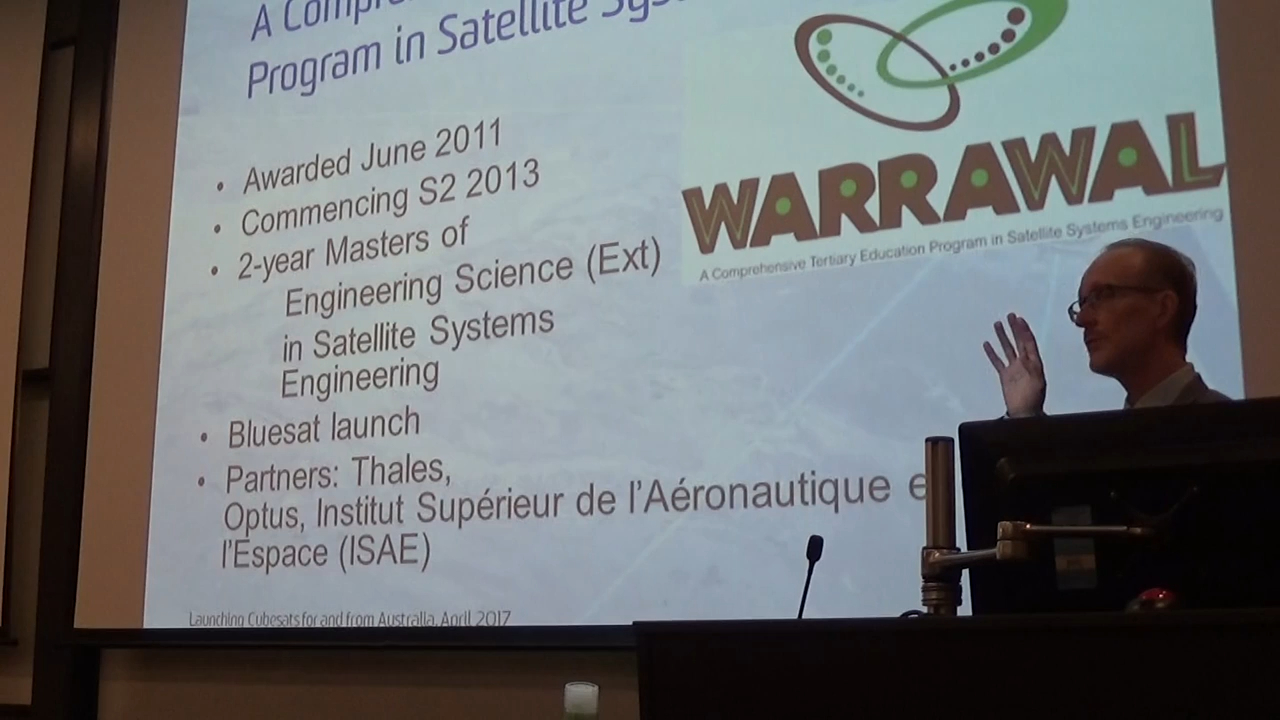 A Compr
Program in Satellite Sys
WARRAWAL
A Comprehensive Tertiary Education Program in Satellite Systems Engineering
• Awarded June 2011
• Commencing S2 2013
• 2-year Masters of
Engineering Science (Ext)
in Satellite Systems
Engineering
• Bluesat launch
• Partners: Thales,
Optus, Institut Supérieur de l'Aéronautique e
l'Espace (ISAE)
Launching Cubesats for and from Australia, April 2017